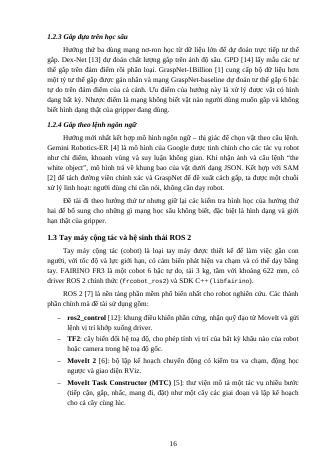 1.2.3 Gắp dựa trên học sâu
Hướng thứ ba dùng mạng nơ-ron học từ dữ liệu lớn để dự đoán trực tiếp tư thế
gắp. Dex-Net [13] dự đoán chất lượng gắp trên ảnh độ sâu. GPD [14] lấy mẫu các tư
thế gắp trên đám mây điểm rồi phân loại. GraspNet-1Billion [1] cung cấp bộ dữ liệu hơn
một tỷ tư thế gắp được gán nhãn và mạng GraspNet-baseline dự đoán tư thế gắp 6 bậc
tự do trên đám mây điểm của cả cảnh. Ưu điểm của hướng này là xử lý được vật có hình
dạng bất kỳ. Nhược điểm là mạng không biết vật nào người dùng muốn gắp và không
biết hình dạng thật của gripper đang dùng.
1.2.4 Gắp theo lệnh ngôn ngữ
Hướng mới nhất kết hợp mô hình ngôn ngữ – thị giác để chọn vật theo câu lệnh.
Gemini Robotics-ER [4] là mô hình của Google được tinh chỉnh cho các tác vụ robot
như chỉ điểm, khoanh vùng và suy luận không gian. Khi nhận ảnh và câu lệnh “the
white object”, mô hình trả về khung bao của vật dưới dạng JSON. Kết hợp với SAM
[2] để tách đường viền chính xác và GraspNet để đề xuất cách gắp, ta được một chuỗi
xử lý linh hoạt: người dùng chỉ cần nói, không cần dạy robot.
Đề tài đi theo hướng thứ tư nhưng giữ lại các kiểm tra hình học của hướng thứ
hai để bổ sung cho những gì mạng học sâu không biết, đặc biệt là hình dạng và giới
hạn thật của gripper.
1.3 Tay máy cộng tác và hệ sinh thái ROS 2
Tay máy cộng tác (cobot) là loại tay máy được thiết kế để làm việc gần con
người, với tốc độ và lực giới hạn, có cảm biến phát hiện va chạm và có thể dạy bằng
tay. FAIRINO FR3 là một cobot 6 bậc tự do, tải 3 kg, tầm với khoảng 622 mm, có
driver ROS 2 chính thức (frcobot_ros2) và SDK C++ (libfairino).
ROS 2 [7] là nền tảng phần mềm phổ biến nhất cho robot nghiên cứu. Các thành
phần chính mà đề tài sử dụng gồm:
– ros2_control [12]: khung điều khiển phần cứng, nhận quỹ đạo từ MoveIt và gửi
lệnh vị trí khớp xuống driver.
– TF2: cây biến đổi hệ toạ độ, cho phép tính vị trí của bất kỳ khâu nào của robot
hoặc camera trong hệ toạ độ gốc.
– MoveIt 2 [6]: bộ lập kế hoạch chuyển động có kiểm tra va chạm, động học
ngược và giao diện RViz.
– MoveIt Task Constructor (MTC) [5]: thư viện mô tả một tác vụ nhiều bước
(tiếp cận, gắp, nhấc, mang đi, đặt) như một cây các giai đoạn và lập kế hoạch
cho cả cây cùng lúc.
16